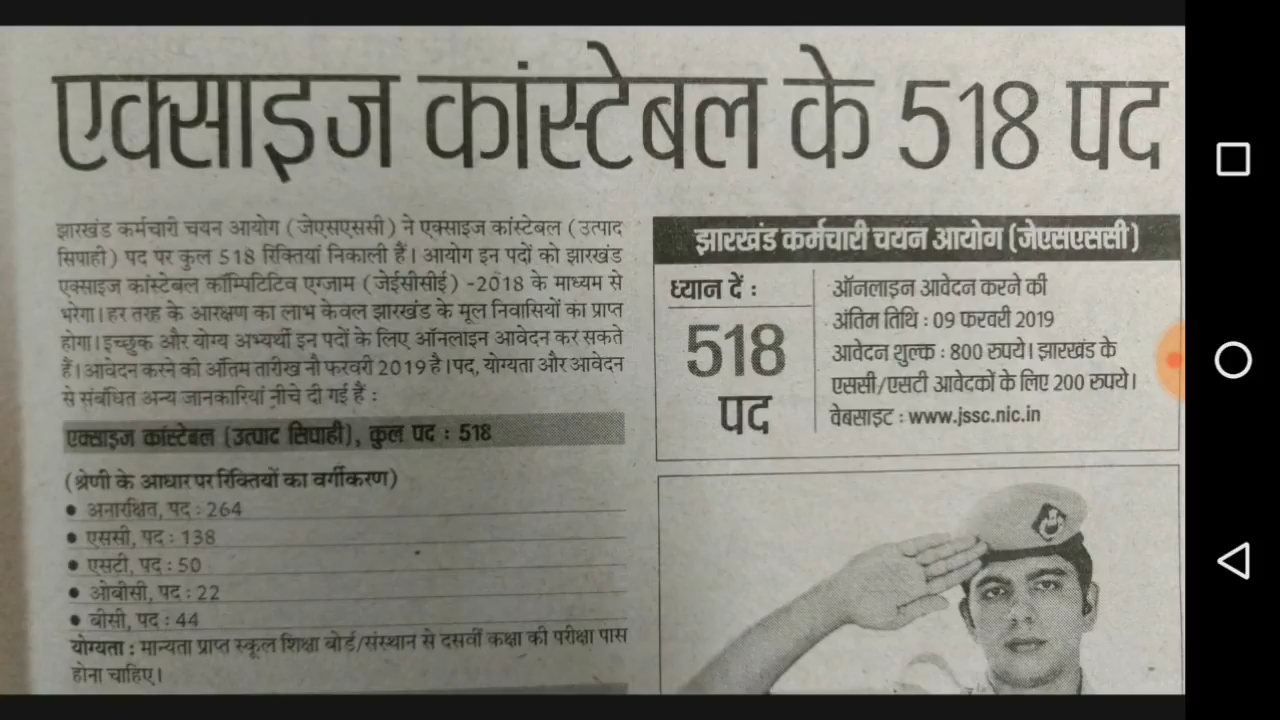 एक्साइज कांस्टेबल के 518 पद
झारखंड कर्मचारी चयन आयोग (जेएसएससी) ने एक्साइज कांस्टेबल (उत्पाद
सिपाही) पद पर कुल 518 रिक्तियां निकाली हैं। आयोग इन पदों को झारखंड
एक्साइज कांस्टेबल कॉम्पिटिटिव एग्जाम (जेईसीसीई) -2018 के माध्यम से
भरेगा। हर तरह के आरक्षण का लाभ केवल झारखंड के मूल निवासियों का प्राप्त
होगा। इच्छुक और योग्य अभ्यर्थी इन पदों के लिए ऑनलाइन आवेदन कर सकते
हैं। आवेदन करने की अंतिम तारीख नौ फरवरी 2019 है। पद, योग्यता और आवेदन
से संबंधित अन्य जानकारियां नीचे दी गई हैं :
एक्साइज कांस्टेबल (उत्पाद सिपाही), कुल पद : 518
(श्रेणी के आधार पर रिक्तियों का वर्गीकरण)
• अनारक्षित, पद : 264
• एससी, पद : 138
• एसटी, पद : 50
• ओबीसी, पद : 22
• बीसी, पद : 44
योग्यता : मान्यता प्राप्त स्कूल शिक्षा बोर्ड/संस्थान से दसवीं कक्षा की परीक्षा पास
होना चाहिए।
झारखंड कर्मचारी चयन आयोग (जेएसएससी)
ध्यान दें :
518
पद
ऑनलाइन आवेदन करने की
अंतिम तिथि : 09 फरवरी 2019
आवेदन शुल्क : 800 रुपये। झारखंड के
एससी/एसटी आवेदकों के लिए 200 रुपये।
वेबसाइट : www.jssc.nic.in